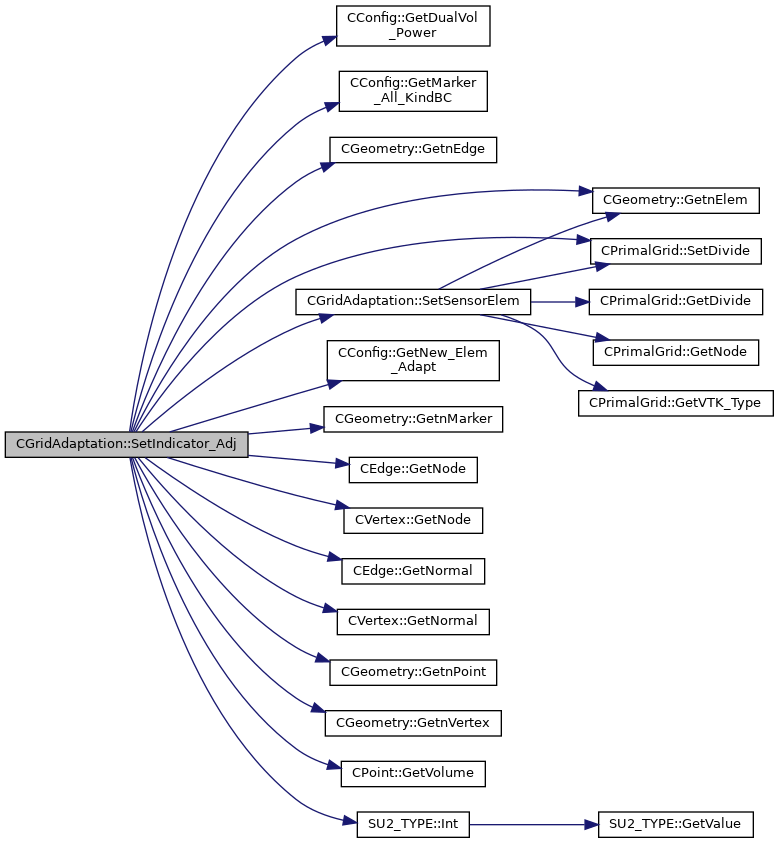 CConfig::GetDualVol
_Power
CConfig::GetMarker
_All_KindBC
CGeometry::GetnEdge
CGeometry::GetnElem
CPrimalGrid::SetDivide
CGridAdaptation::SetSensorElem
CPrimalGrid::GetDivide
CPrimalGrid::GetNode
CConfig::GetNew_Elem
_Adapt
CPrimalGrid::GetVTK_Type
CGeometry::GetnMarker
CGridAdaptation::SetIndicator_Adj
CEdge::GetNode
CVertex::GetNode
CEdge::GetNormal
CVertex::GetNormal
CGeometry::GetnPoint
CGeometry::GetnVertex
CPoint::GetVolume
SU2_TYPE::Int
SU2_TYPE::GetValue